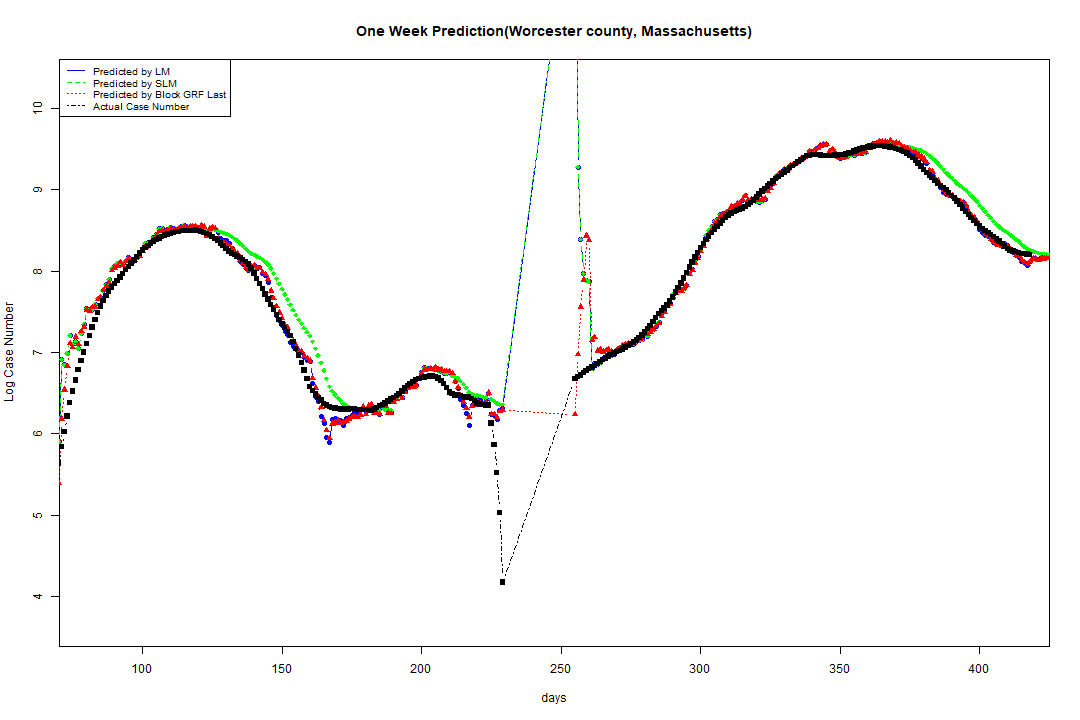 One Week Prediction(Worcester county, Massachusetts)
Predicted by LM
Predicted by SLM
Predicted by Block GRF Last
Actual Case Number
10
9
8
7
6
5
4
Log Case Number
100 150 200 250 300 350 400
days